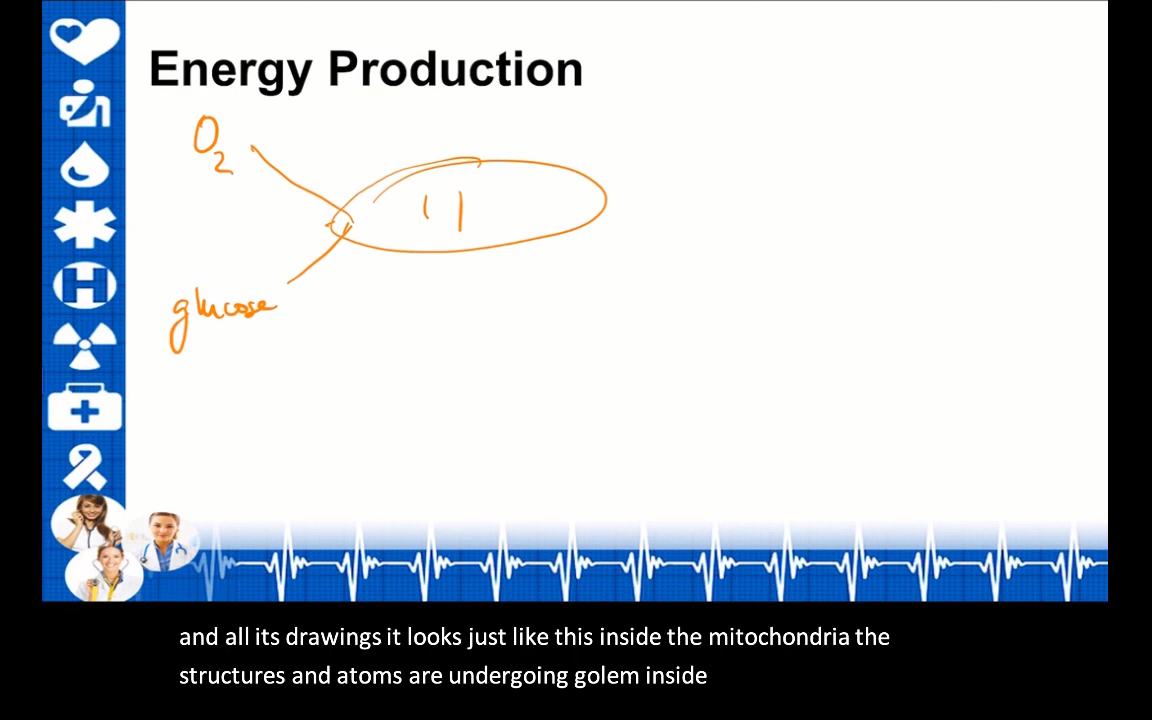 Energy Production
O2
glucose
H
and all its drawings it looks just like this inside the mitochondria the
structures and atoms are undergoing golem inside